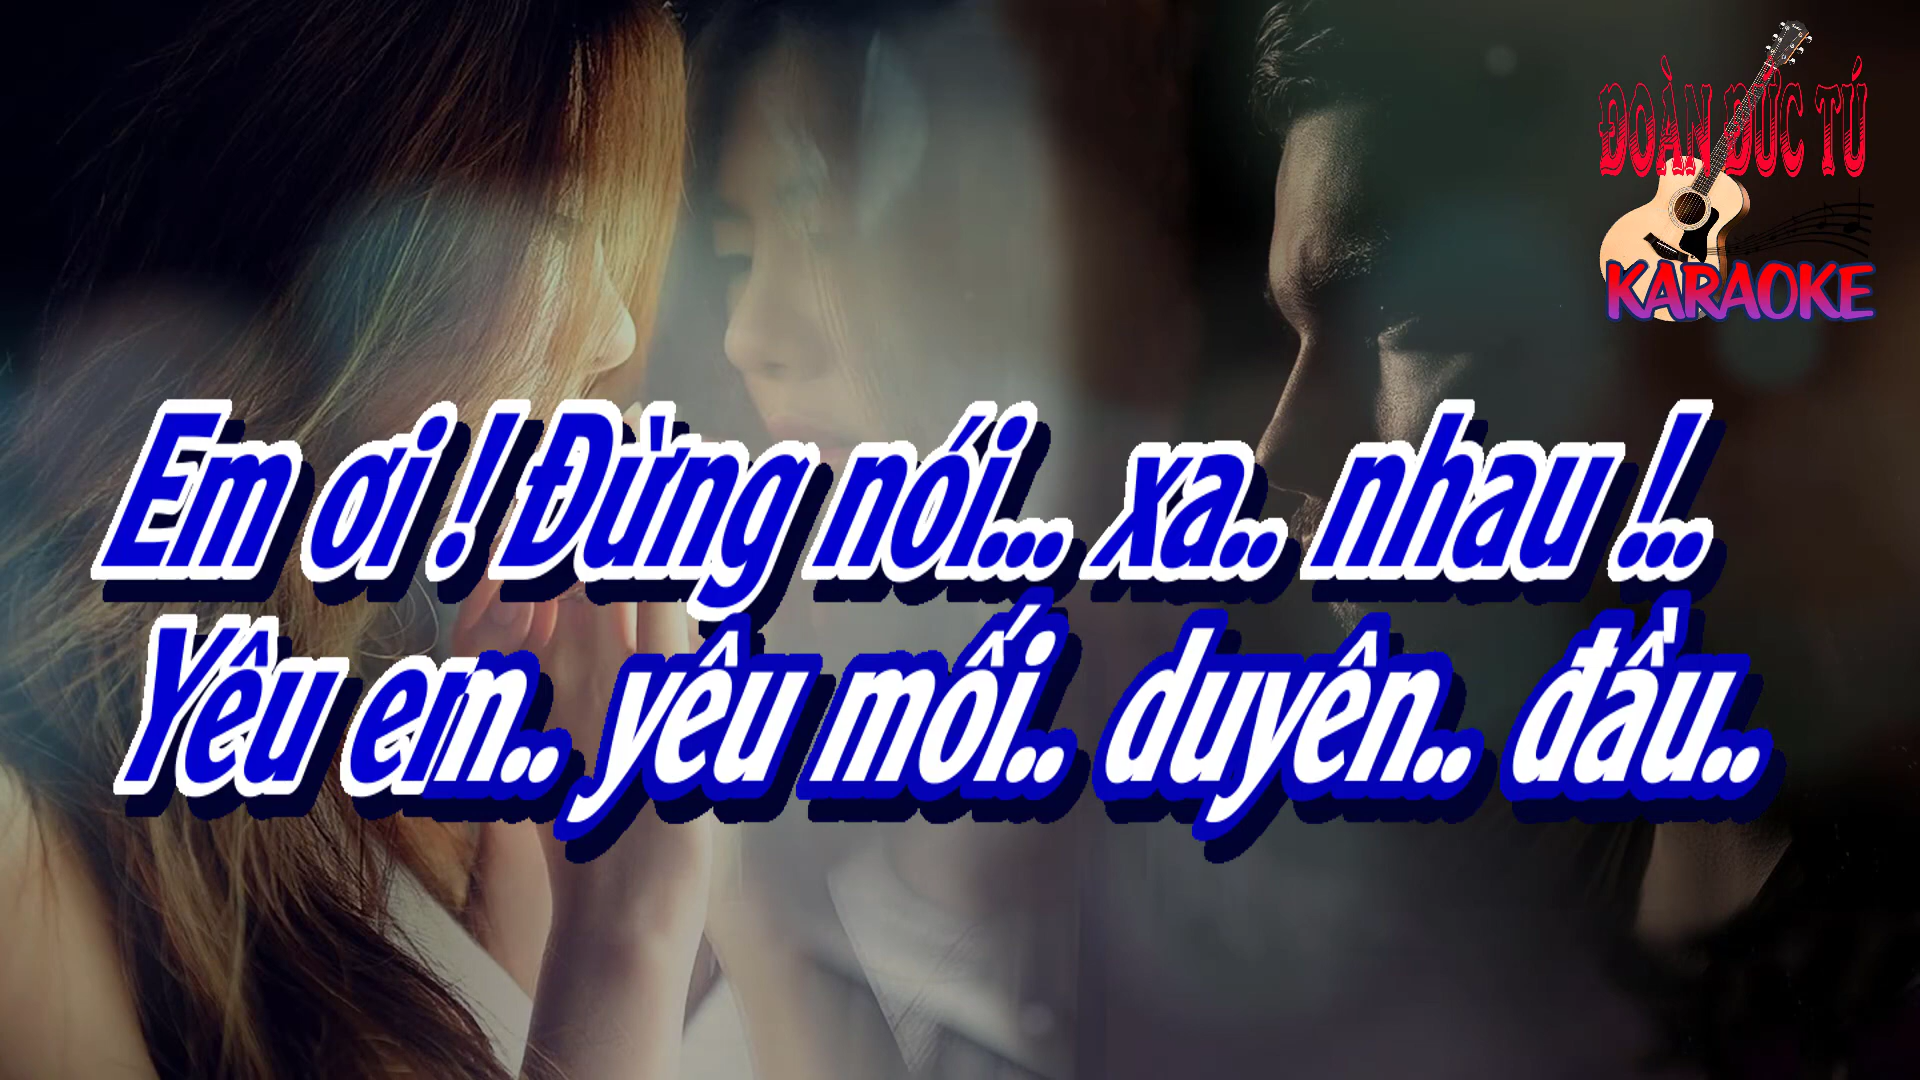 ĐOÀN ĐỨC TÚ
KARAOKE
Em ơi ! Đừng nói... xa.. nhau !..
Yêu em.. yêu mối.. duyên.. đầu..